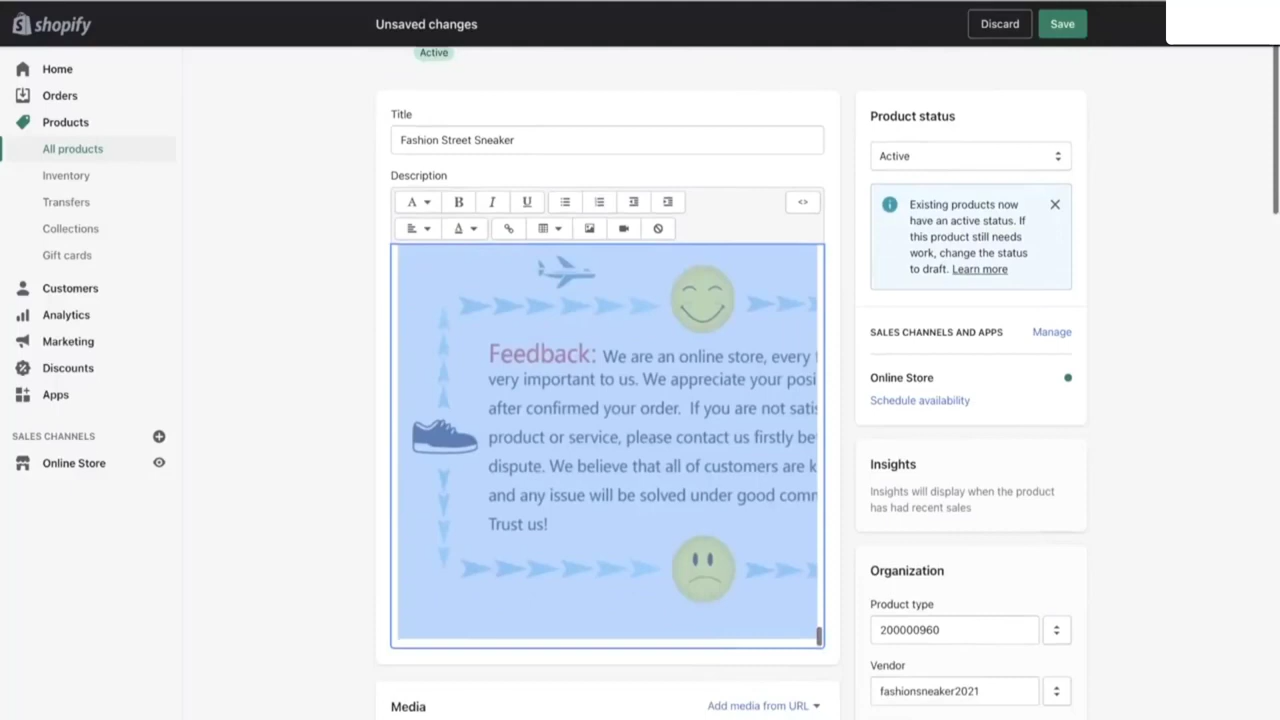 shopify
Unsaved changes
Discard
Save
Active
Home
Orders
Products
All products
Inventory
Transfers
Collections
Gift cards
Customers
Analytics
Marketing
Discounts
Apps
SALES CHANNELS
Online Store
Title
Fashion Street Sneaker
Description
A
B
I
U
<>
A
Feedback: We are an online store, every
very important to us. We appreciate your posi
after confirmed your order. If you are not satis
product or service, please contact us firstly be
dispute. We believe that all of customers are k
and any issue will be solved under good comm
Trust us!
Media
Add media from URL
Product status
Active
Existing products now
have an active status. If
this product still needs
work, change the status
to draft. Learn more
SALES CHANNELS AND APPS
Manage
Online Store
Schedule availability
Insights
Insights will display when the product
has had recent sales
Organization
Product type
200000960
Vendor
fashionsneaker2021